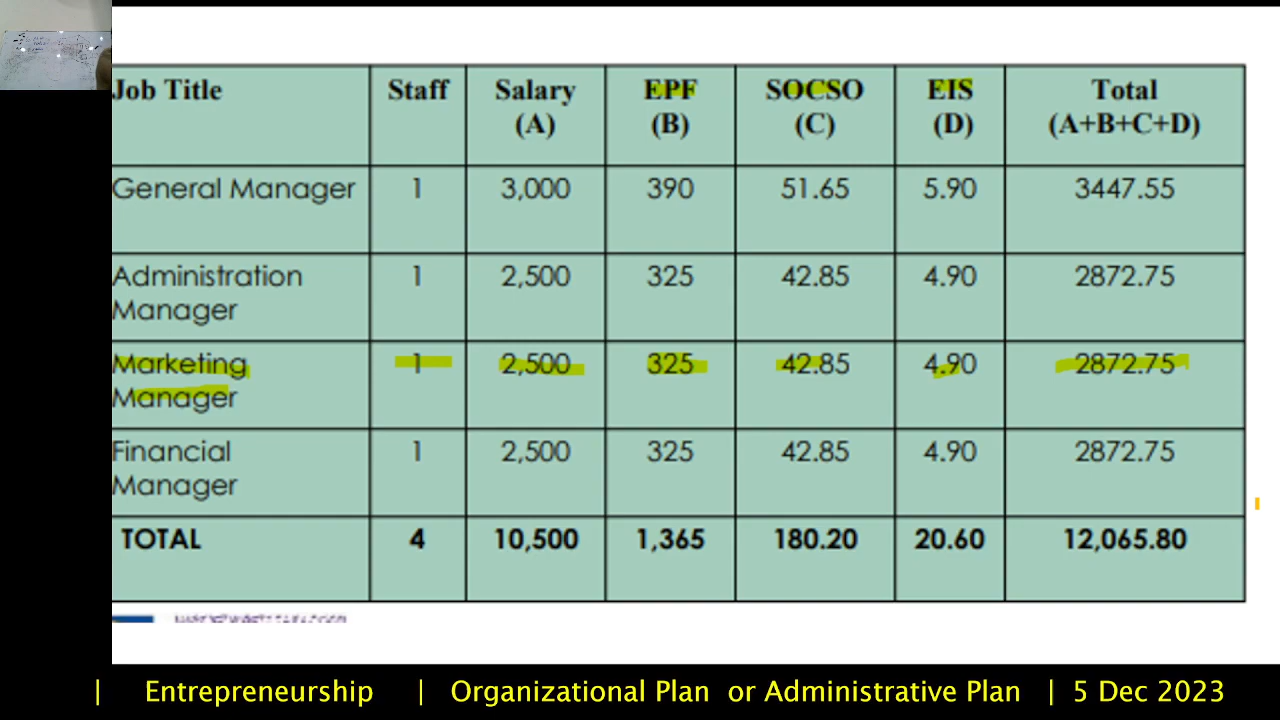 Job Title Staff Salary (A) EPF (B) SOCSO (C) EIS (D) Total (A+B+C+D)
General Manager 1 3,000 390 51.65 5.90 3447.55
Administration Manager 1 2,500 325 42.85 4.90 2872.75
Marketing Manager 1 2,500 325 42.85 4.90 2872.75
Financial Manager 1 2,500 325 42.85 4.90 2872.75
TOTAL 4 10,500 1,365 180.20 20.60 12,065.80
| Entrepreneurship | Organizational Plan or Administrative Plan | 5 Dec 2023